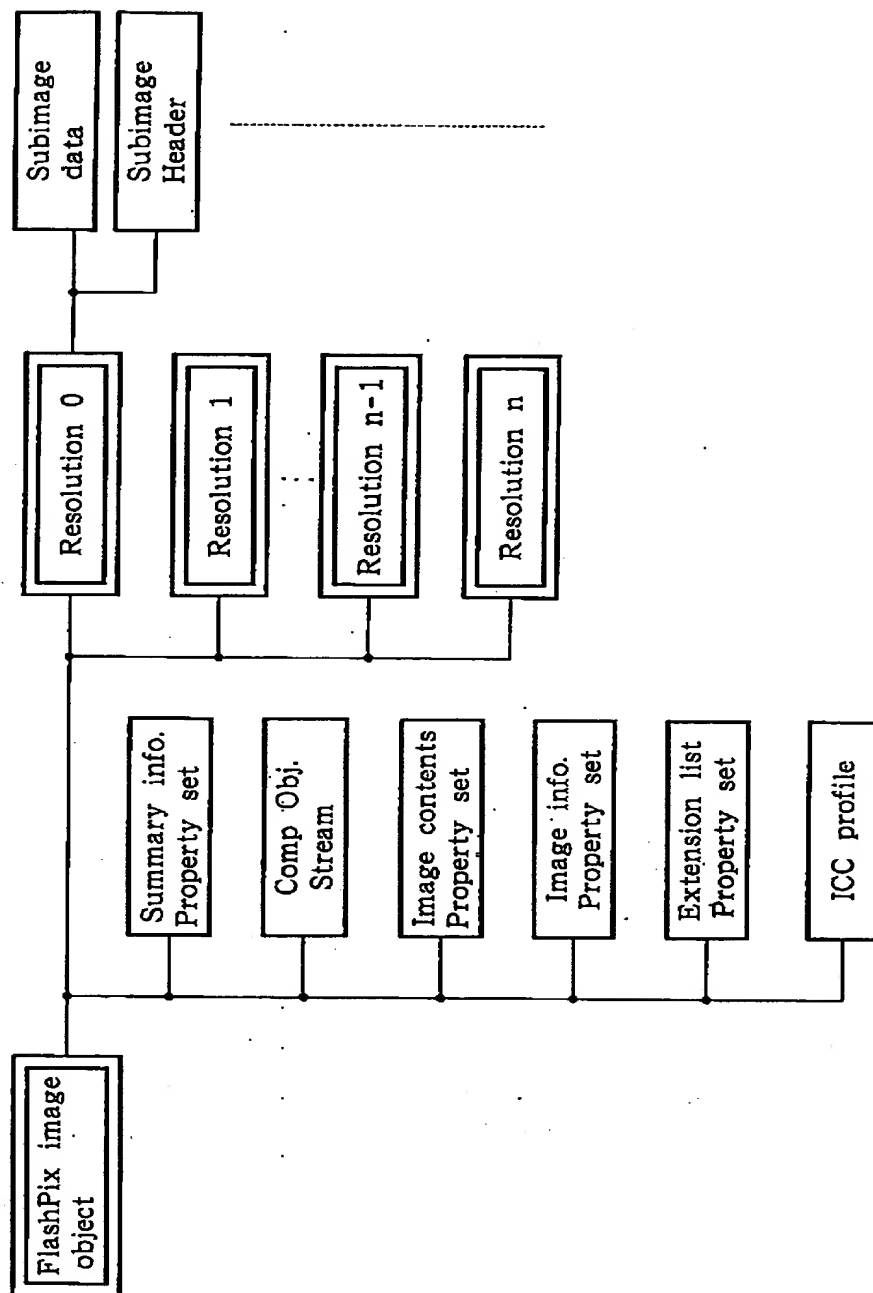 FlashPix image
object
Summary info.
Property set
Comp Obj.
Stream
Image contents
Property set
Image info.
Property set
Extension list
Property set
ICC profile
Resolution 0
Resolution 1
Resolution n-1
Resolution n
Subimage
data
Subimage
Header